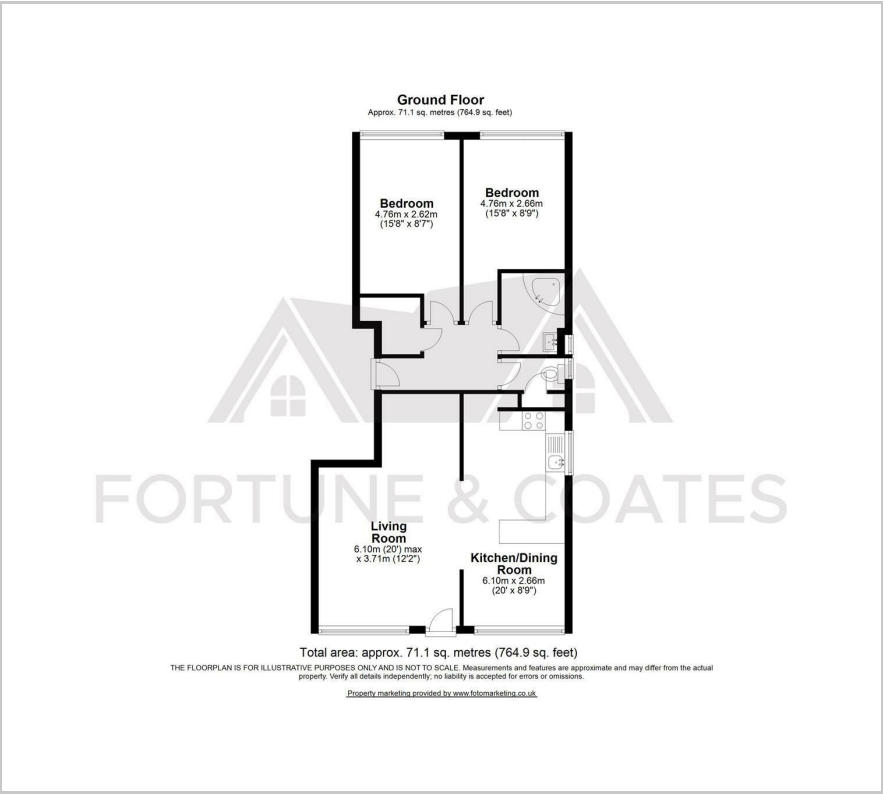 Ground Floor
Approx. 71.1 sq. metres (764.9 sq. feet)
Bedroom
4.76m x 2.62m
(15'8" x 8'7")
Bedroom
4.76m x 2.66m
(15'8" x 8'9")
FORTUNE & COATES
Living
Room
6.10m (20') max
x 3.71m (12'2")
Kitchen/Dining
Room
6.10m x 2.66m
(20' x 8'9")
Total area: approx. 71.1 sq. metres (764.9 sq. feet)
THE FLOORPLAN IS FOR ILLUSTRATIVE PURPOSES ONLY AND IS NOT TO SCALE. Measurements and features are approximate and may differ from the actual
property. Verify all details independently; no liability is accepted for errors or omissions.
Property marketing provided by www.fotomarketing.co.uk